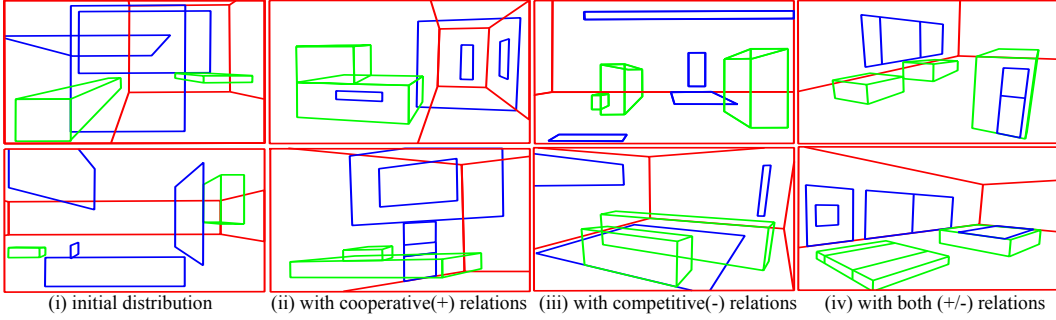 (i) initial distribution (ii) with cooperative(+) relations (iii) with competitive(-) relations (iv) with both (+/-) relations